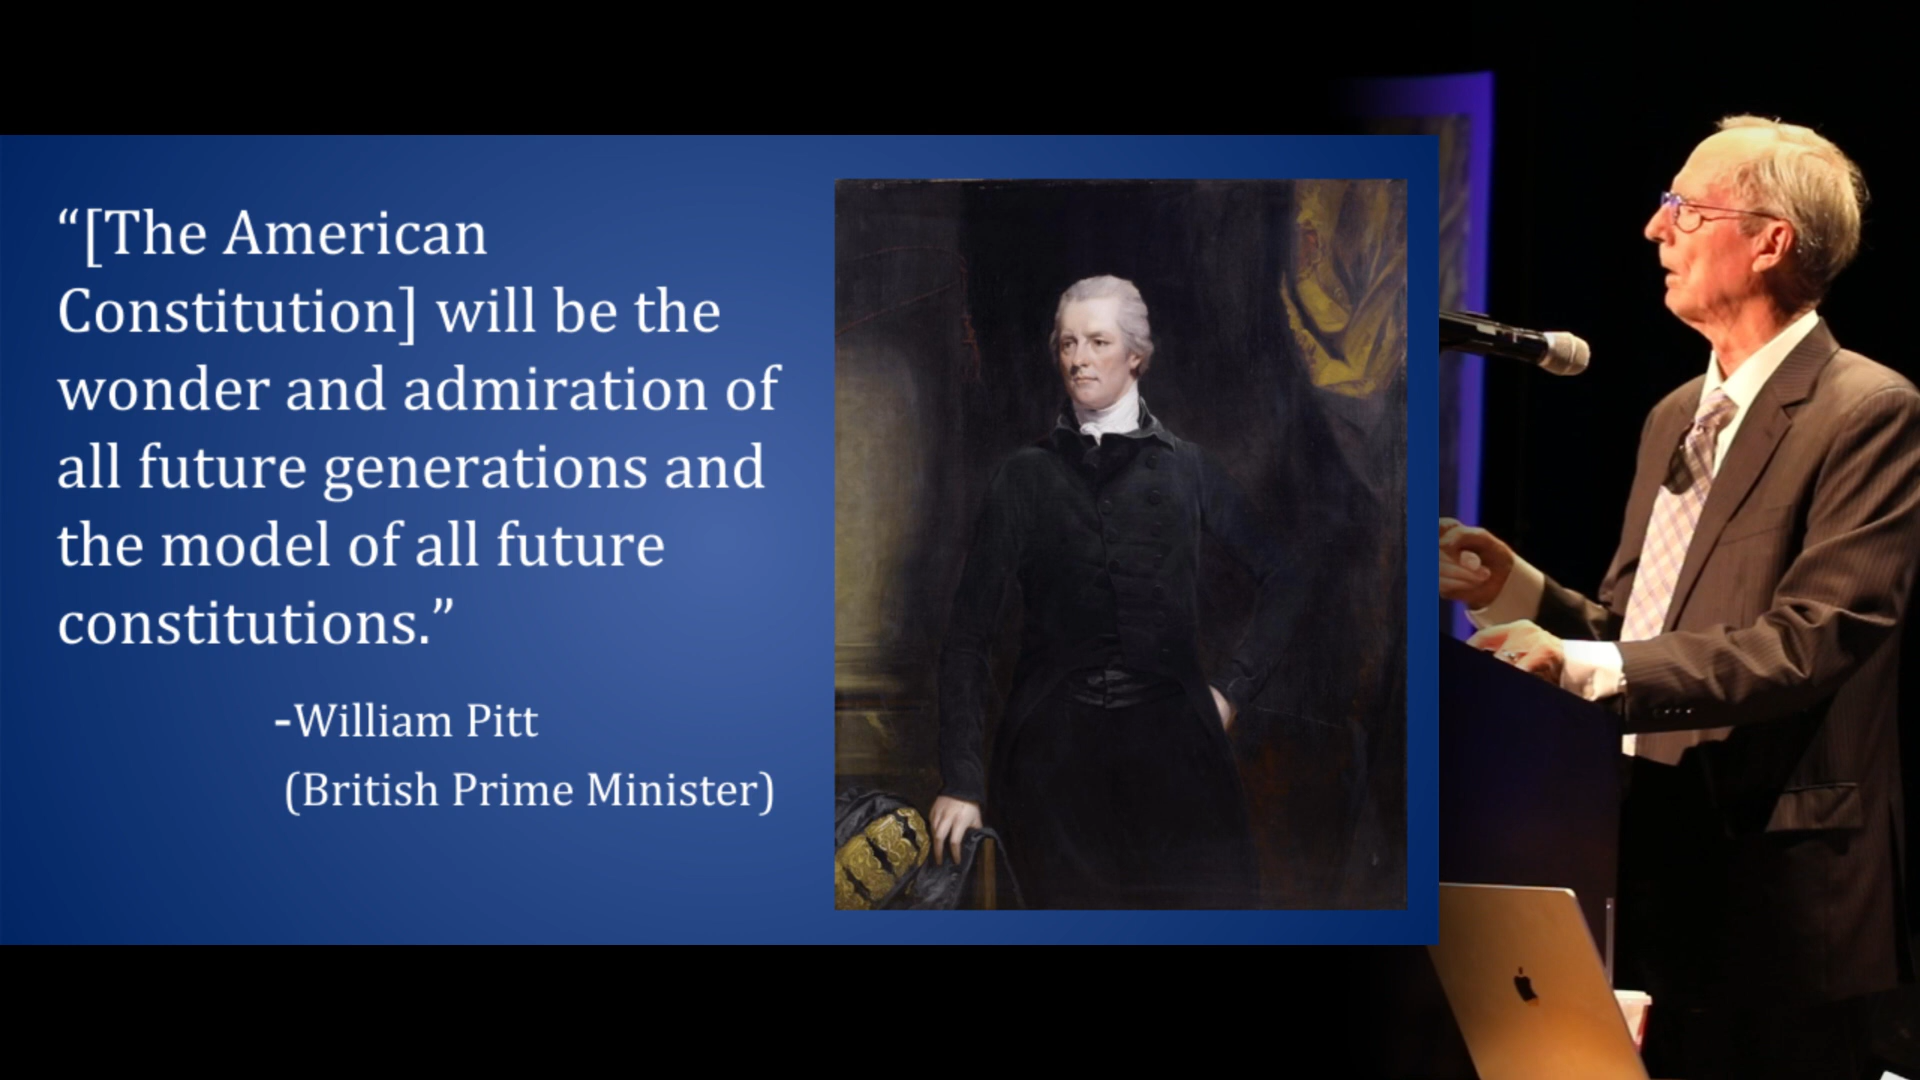 “[The American
Constitution] will be the
wonder and admiration of
all future generations and
the model of all future
constitutions.”
-William Pitt
(British Prime Minister)